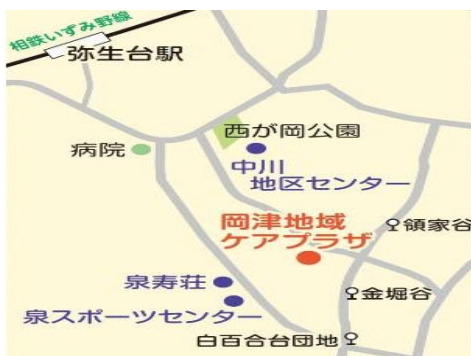 相鉄いずみ野線
弥生台駅
西が岡公園
病院
中川
地区センター
岡津地域
ケアプラザ
領家谷
泉寿荘
金堀谷
泉スポーツセンター
白百合台団地